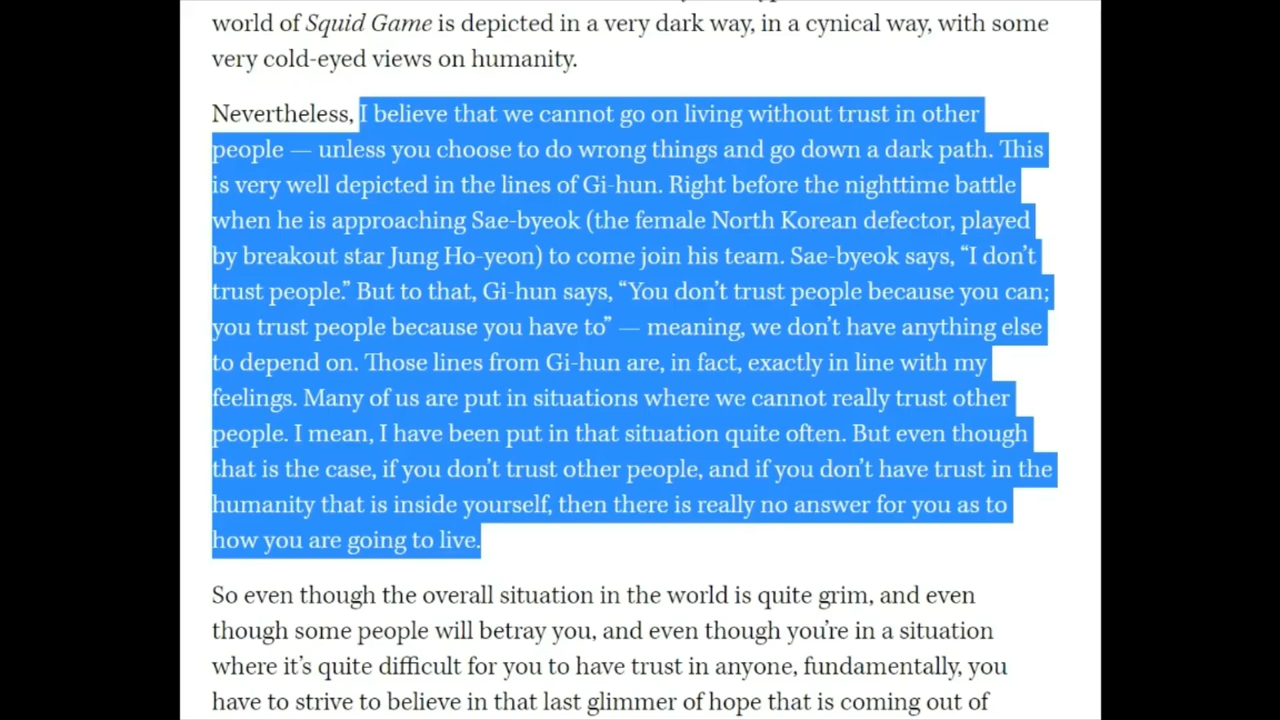 world of Squid Game is depicted in a very dark way, in a cynical way, with some
very cold-eyed views on humanity.
Nevertheless, I believe that we cannot go on living without trust in other
people — unless you choose to do wrong things and go down a dark path. This
is very well depicted in the lines of Gi-hun. Right before the nighttime battle
when he is approaching Sae-byeok (the female North Korean defector, played
by breakout star Jung Ho-yeon) to come join his team. Sae-byeok says, “I don’t
trust people.” But to that, Gi-hun says, “You don’t trust people because you can;
you trust people because you have to” — meaning, we don’t have anything else
to depend on. Those lines from Gi-hun are, in fact, exactly in line with my
feelings. Many of us are put in situations where we cannot really trust other
people. I mean, I have been put in that situation quite often. But even though
that is the case, if you don’t trust other people, and if you don’t have trust in the
humanity that is inside yourself, then there is really no answer for you as to
how you are going to live.
So even though the overall situation in the world is quite grim, and even
though some people will betray you, and even though you’re in a situation
where it’s quite difficult for you to have trust in anyone, fundamentally, you
have to strive to believe in that last glimmer of hope that is coming out of